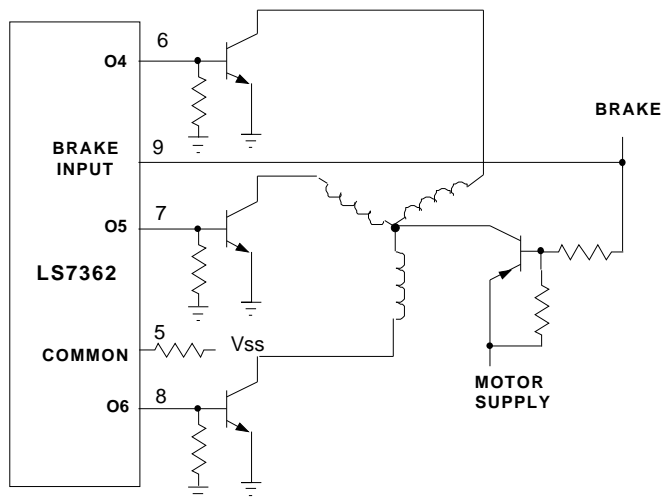 6
O4
BRAKE
BRAKE
INPUT
9
7
O5
LS7362
5
Vss
COMMON
MOTOR
SUPPLY
8
O6